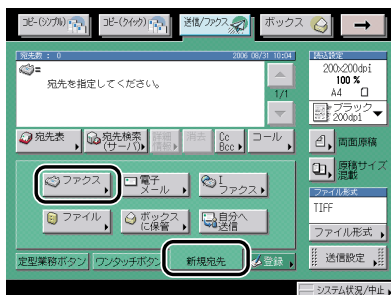 コピー(シンプル)
コピー(クイック)
送信/ファクス
ボックス
→
宛先数 : 0
2006 08/31 10:04
宛先を指定してください。
1/1
宛先表
宛先検索
(サーバ)
詳細
情報
消去
Cc
Bcc
コール
ファクス
電子
メール
I
ファクス
ファイル
ボックス
に保管
自分へ
送信
定型業務ボタン
ワンタッチボタン
新規宛先
登録
読込設定
200×200dpi
100 %
A4
ブラック
200dpi
両面原稿
原稿サイズ
混載
ファイル形式
TIFF
ファイル形式
送信設定
システム状況/中止